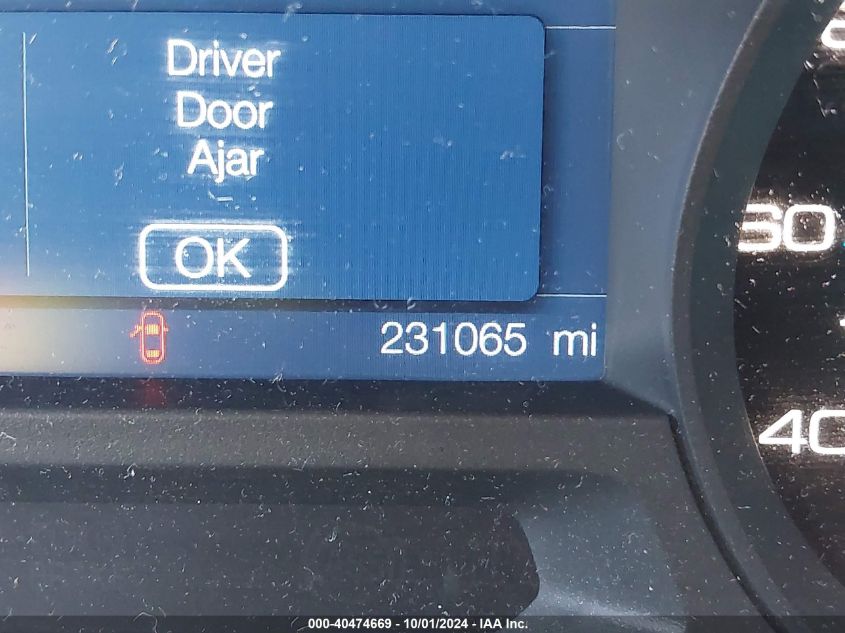 Driver
Door
Ajar
OK
60
231065 mi
40
000-40474669 - 10/01/2024 - IAA Inc.